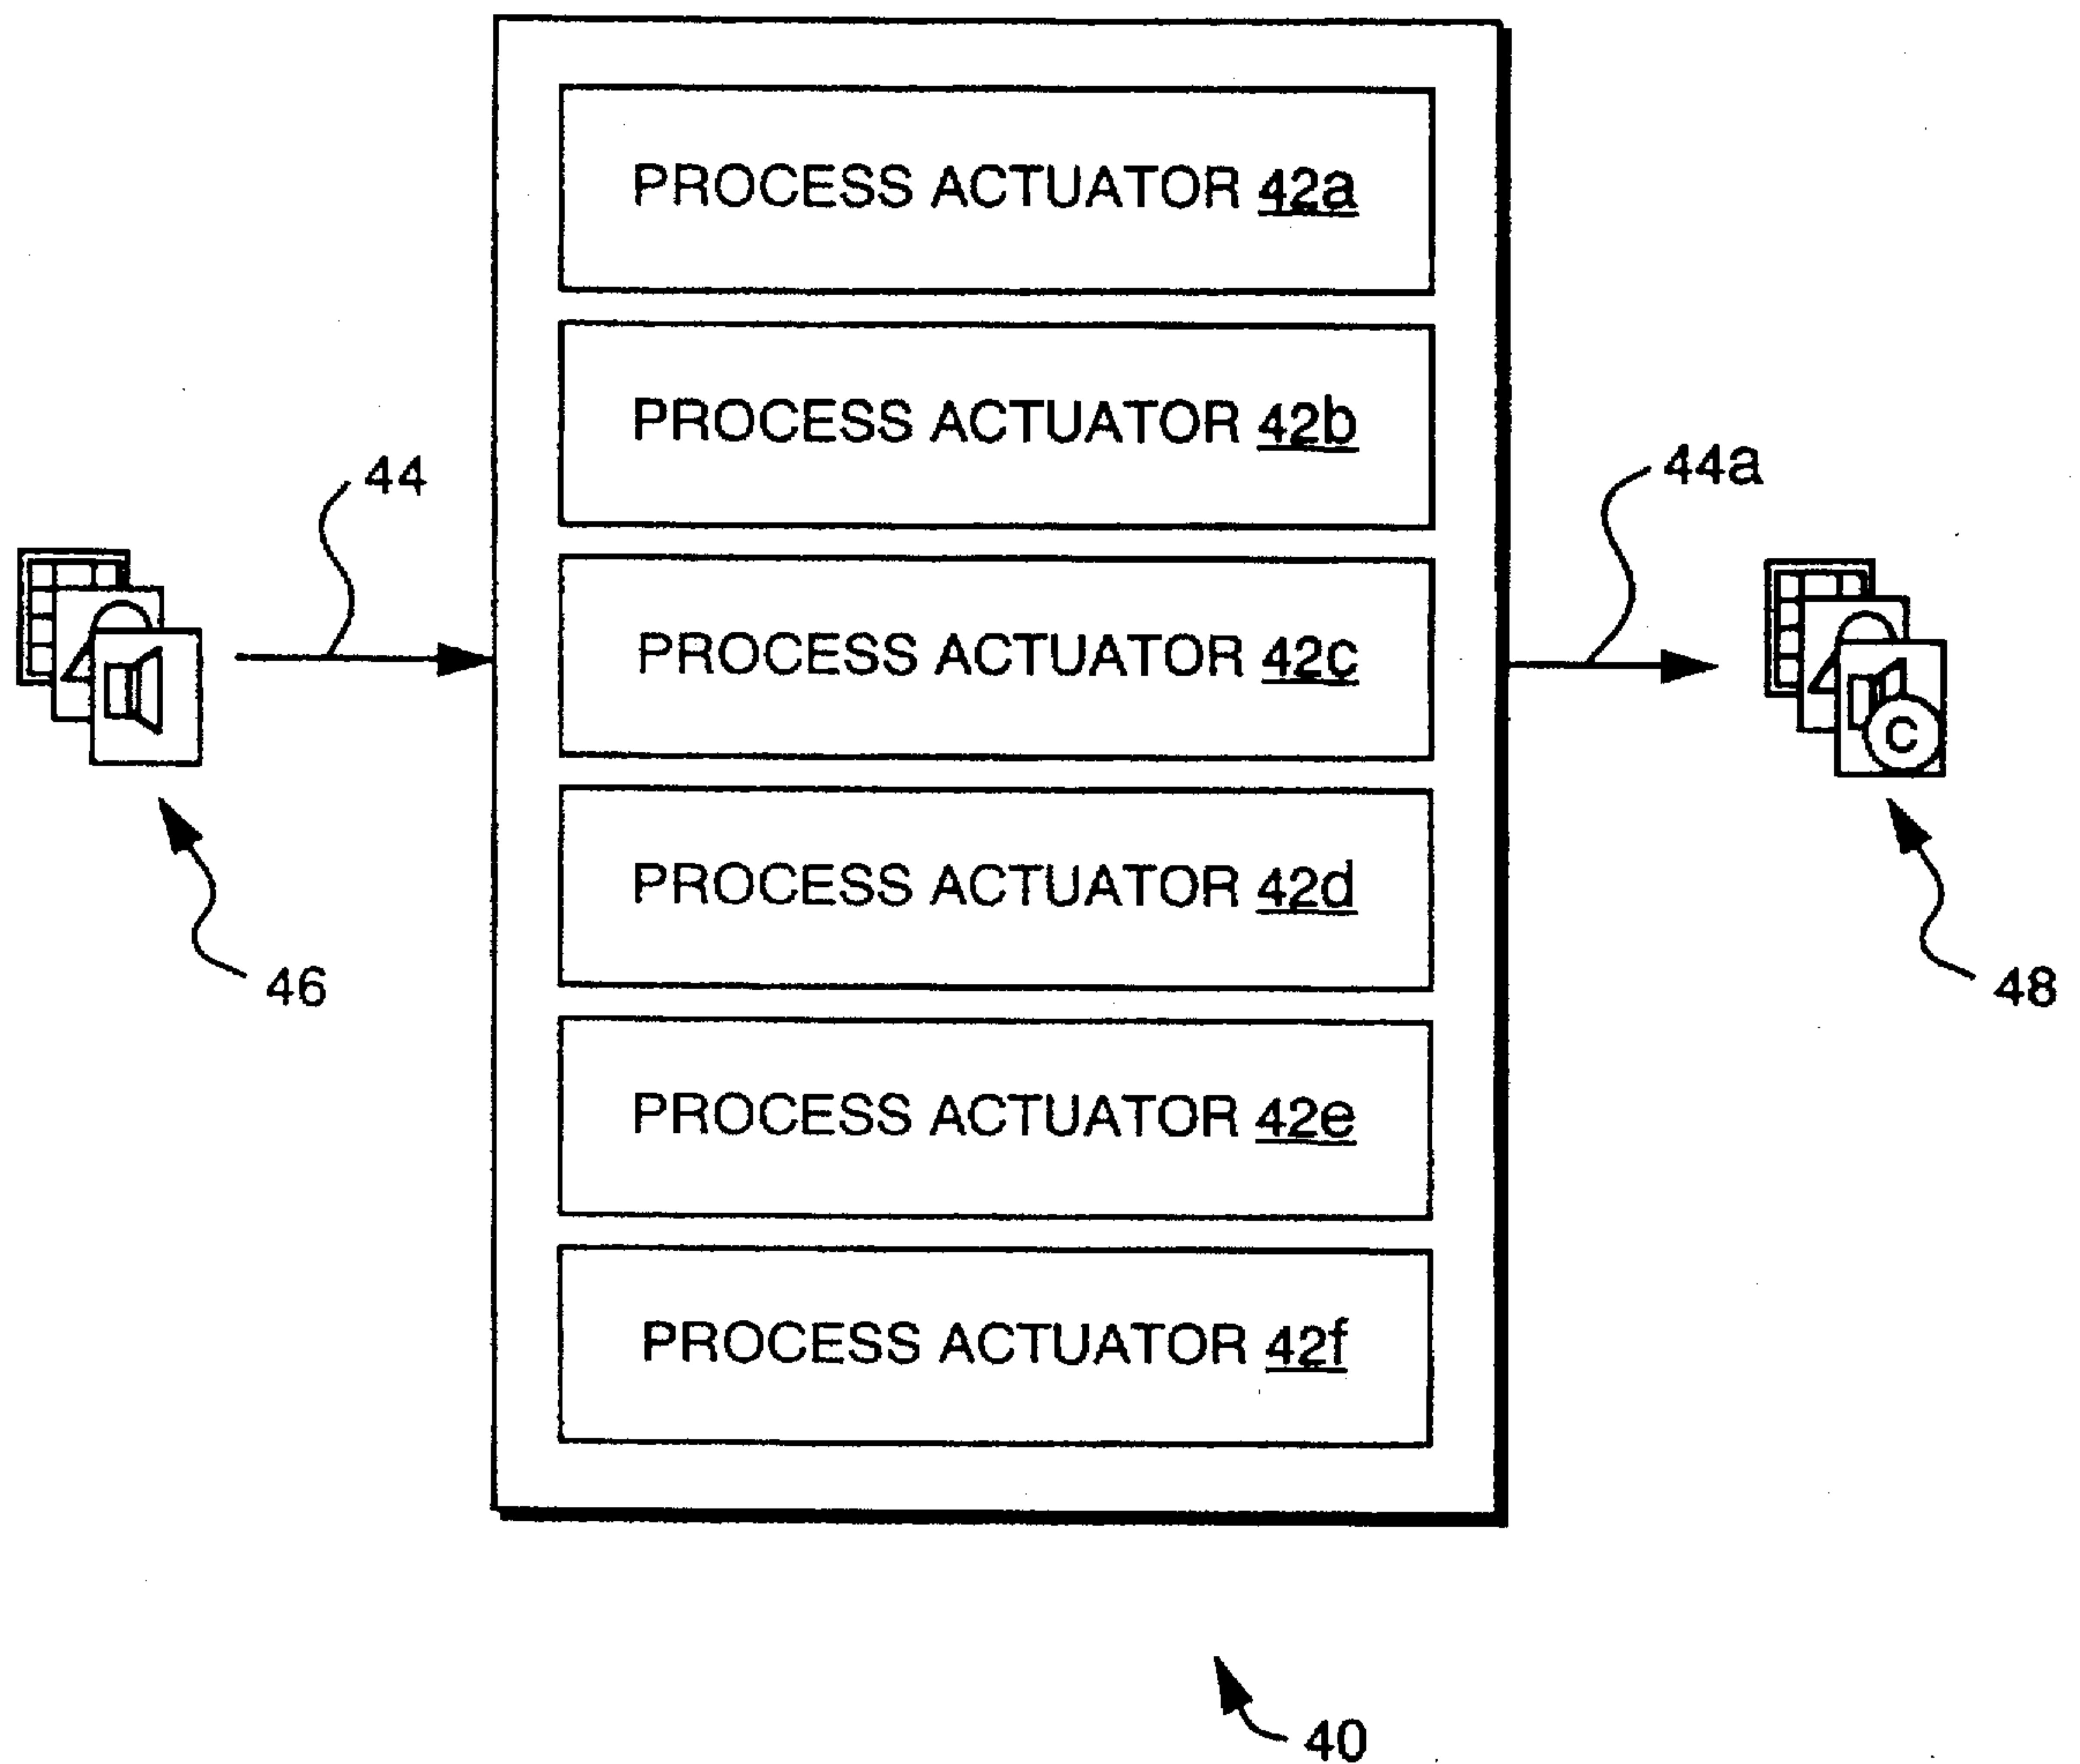 PROCESS ACTUATOR 42a
PROCESS ACTUATOR 42b
44
44a
PROCESS ACTUATOR 42c
C
PROCESS ACTUATOR 42d
46
48
PROCESS ACTUATOR 42e
PROCESS ACTUATOR 42f
40